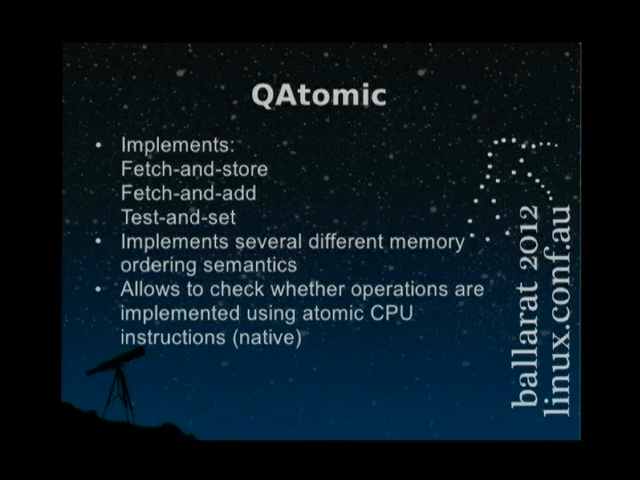 QAtomic
• Implements:
Fetch-and-store
Fetch-and-add
Test-and-set
• Implements several different memory
ordering semantics
• Allows to check whether operations are
implemented using atomic CPU
instructions (native)
ballarat 2012
linux.conf.au